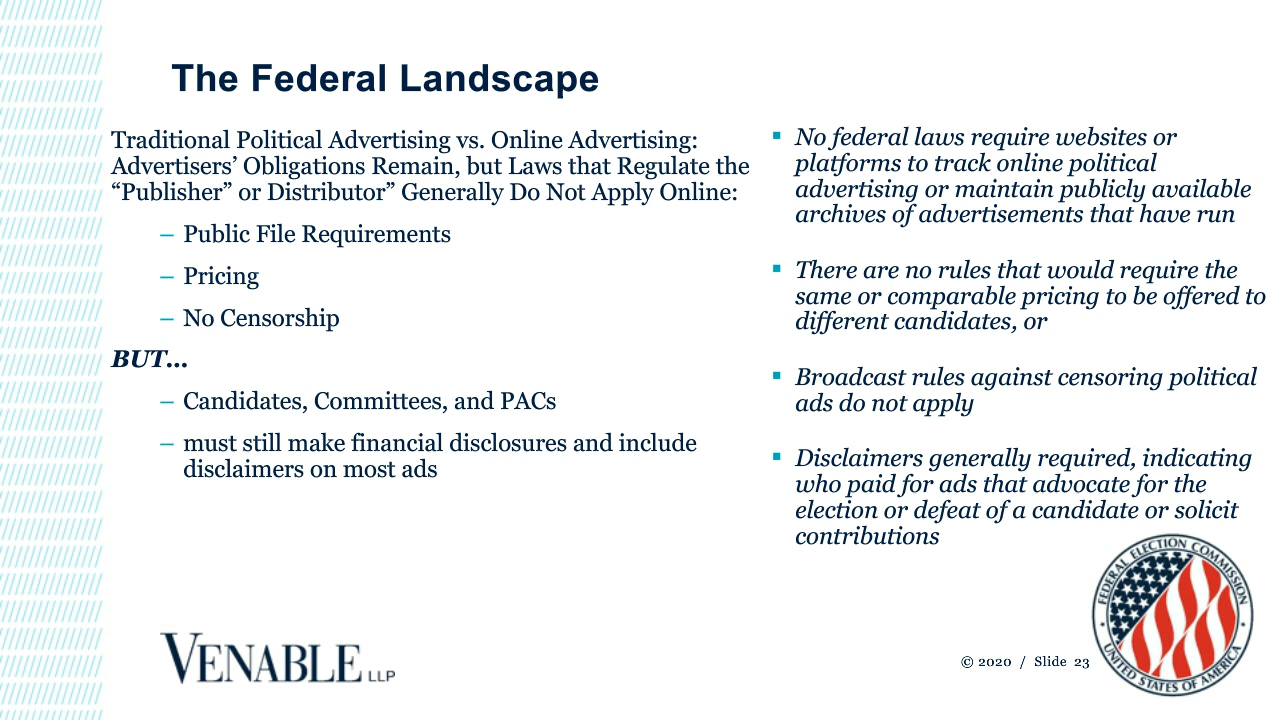 The Federal Landscape
Traditional Political Advertising vs. Online Advertising:
Advertisers’ Obligations Remain, but Laws that Regulate the
“Publisher” or Distributor” Generally Do Not Apply Online:
– Public File Requirements
– Pricing
– No Censorship
BUT…
– Candidates, Committees, and PACs
– must still make financial disclosures and include
disclaimers on most ads
▪ No federal laws require websites or
platforms to track online political
advertising or maintain publicly available
archives of advertisements that have run
▪ There are no rules that would require the
same or comparable pricing to be offered to
different candidates, or
▪ Broadcast rules against censoring political
ads do not apply
▪ Disclaimers generally required, indicating
who paid for ads that advocate for the
election or defeat of a candidate or solicit
contributions
VENABLE LLP
© 2020 / Slide 23
FEDERAL ELECTION COMMISSION
UNITED STATES OF AMERICA